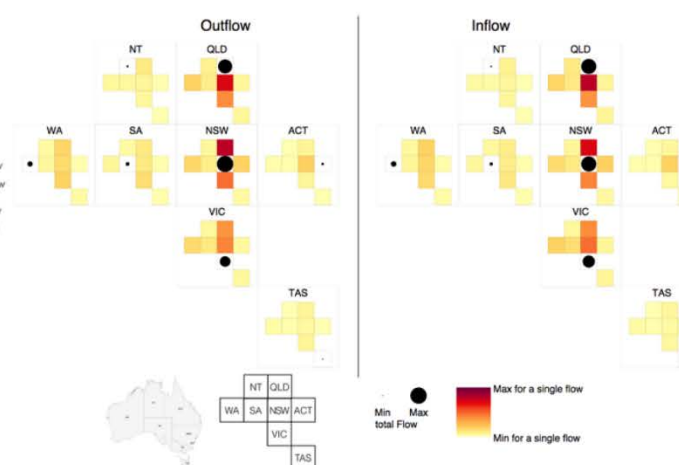 Outflow
Inflow
NT QLD
NT QLD
WA SA NSW ACT
WA SA NSW ACT
VIC
VIC
TAS
TAS
NT QLD
WA SA NSW ACT
VIC
TAS
Min Max
total Flow
Max for a single flow
Min for a single flow